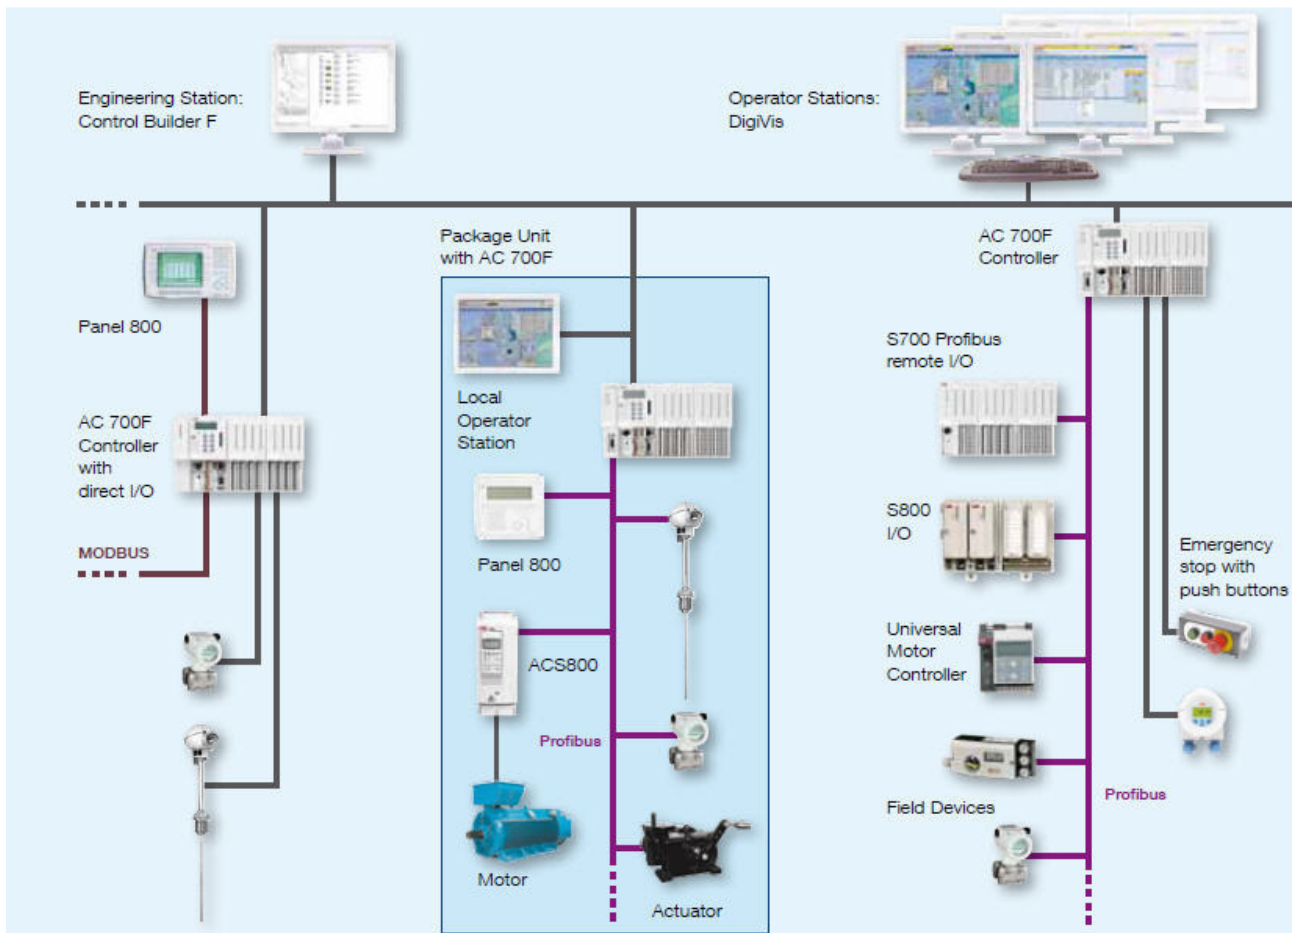 Engineering Station:
Control Builder F
Operator Stations:
DigiVis
Panel 800
AC 700F
Controller
with
direct I/O
MODBUS
Package Unit
with AC 700F
Local
Operator
Station
Panel 800
ACS800
Profibus
Motor
Actuator
AC 700F
Controller
S700 Profibus
remote I/O
S800
I/O
Universal
Motor
Controller
Field Devices
Emergency
stop with
push buttons
Profibus